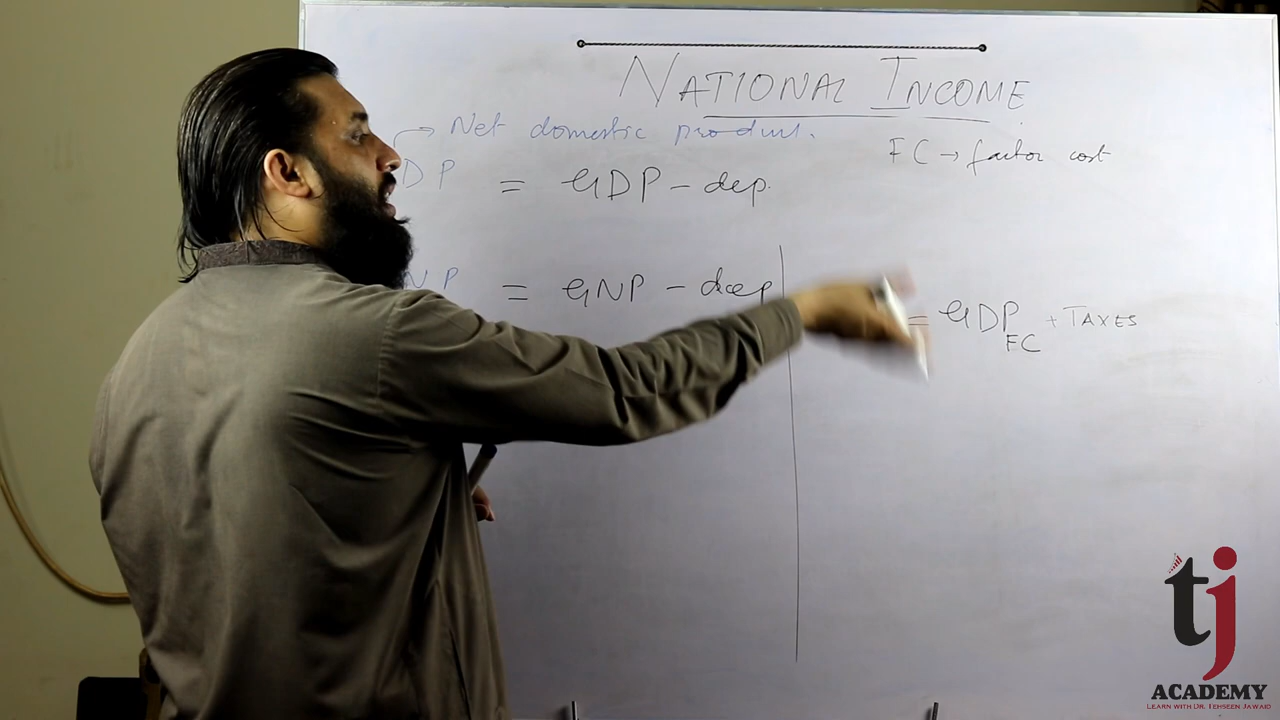 NATIONAL INCOME
Net domestic product.
FC → factor cost
DP = GDP - dep.
NP = GNP - dep
= GDP FC + TAXES
tj
ACADEMY
LEARN WITH DR. TEHSEEN JAWAID